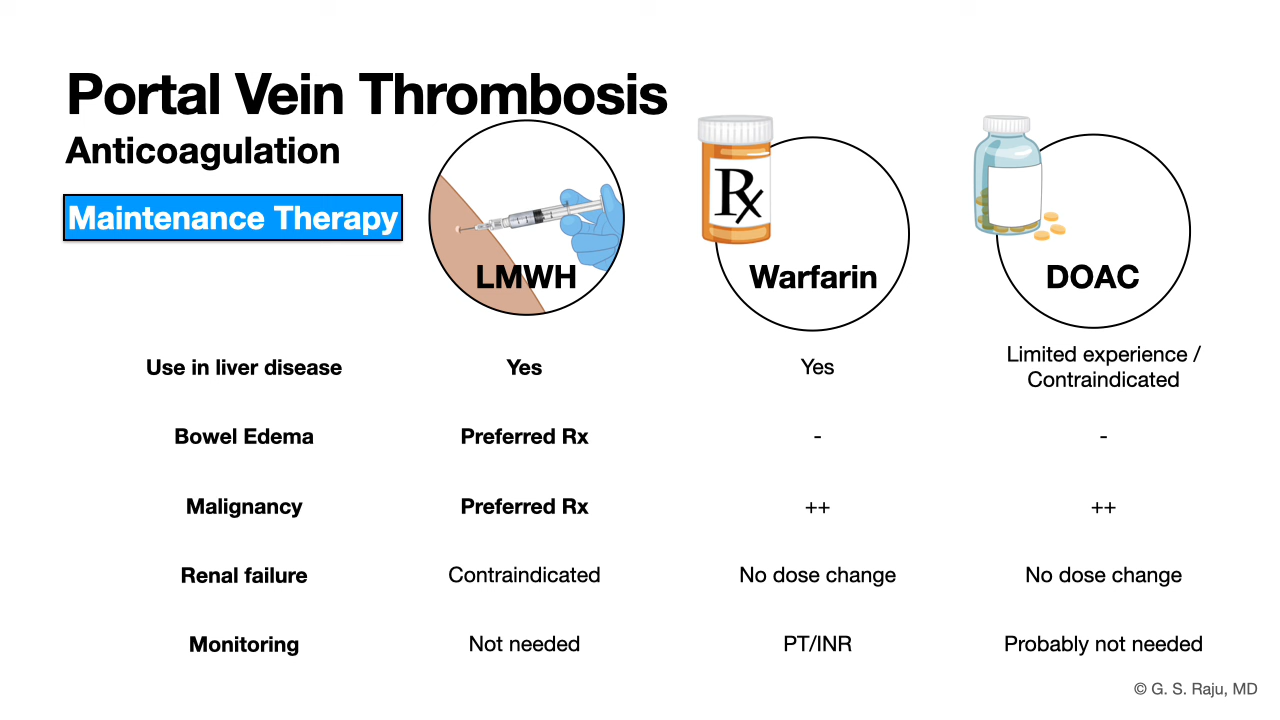 Portal Vein Thrombosis
Anticoagulation
Maintenance Therapy
Rx
LMWH
Warfarin
DOAC
Use in liver disease
Yes
Yes
Limited experience /
Contraindicated
Bowel Edema
Preferred Rx
-
-
Malignancy
Preferred Rx
++
++
Renal failure
Contraindicated
No dose change
No dose change
Monitoring
Not needed
PT/INR
Probably not needed
© G. S. Raju, MD